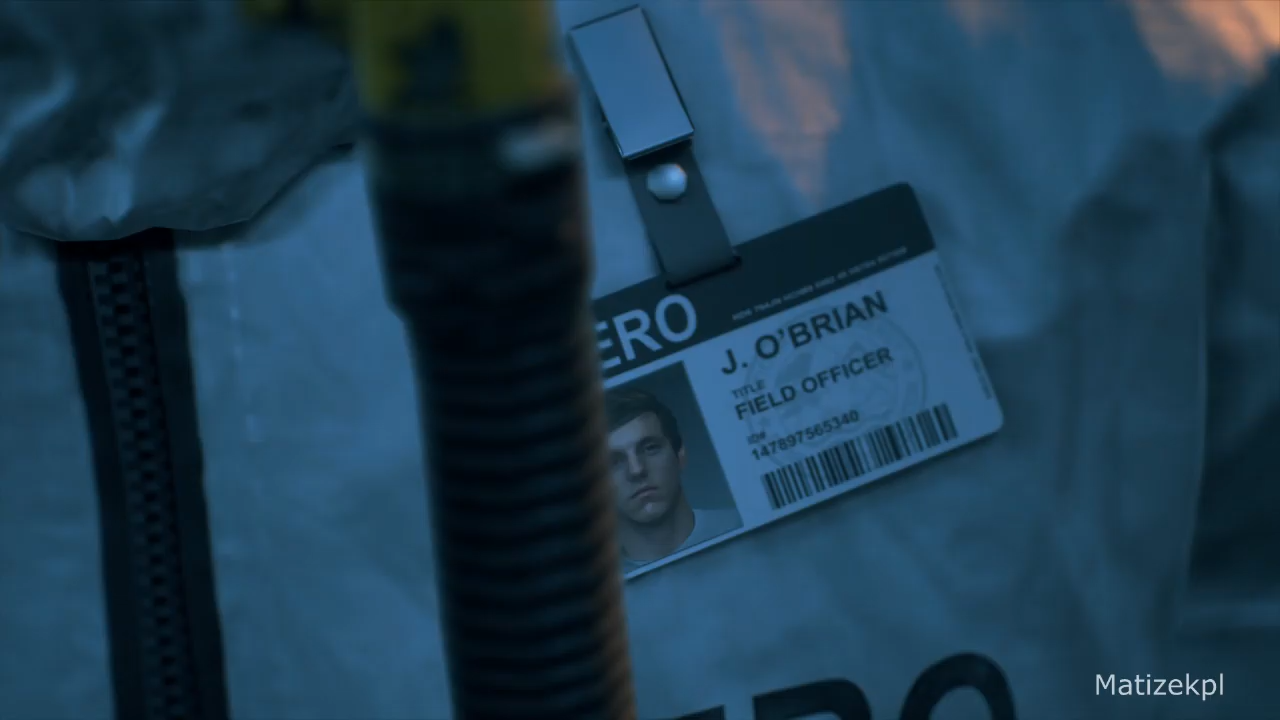 ERO
J. O'BRIAN
TITLE
FIELD OFFICER
ID#
147897565340
ERO
Matizekpl